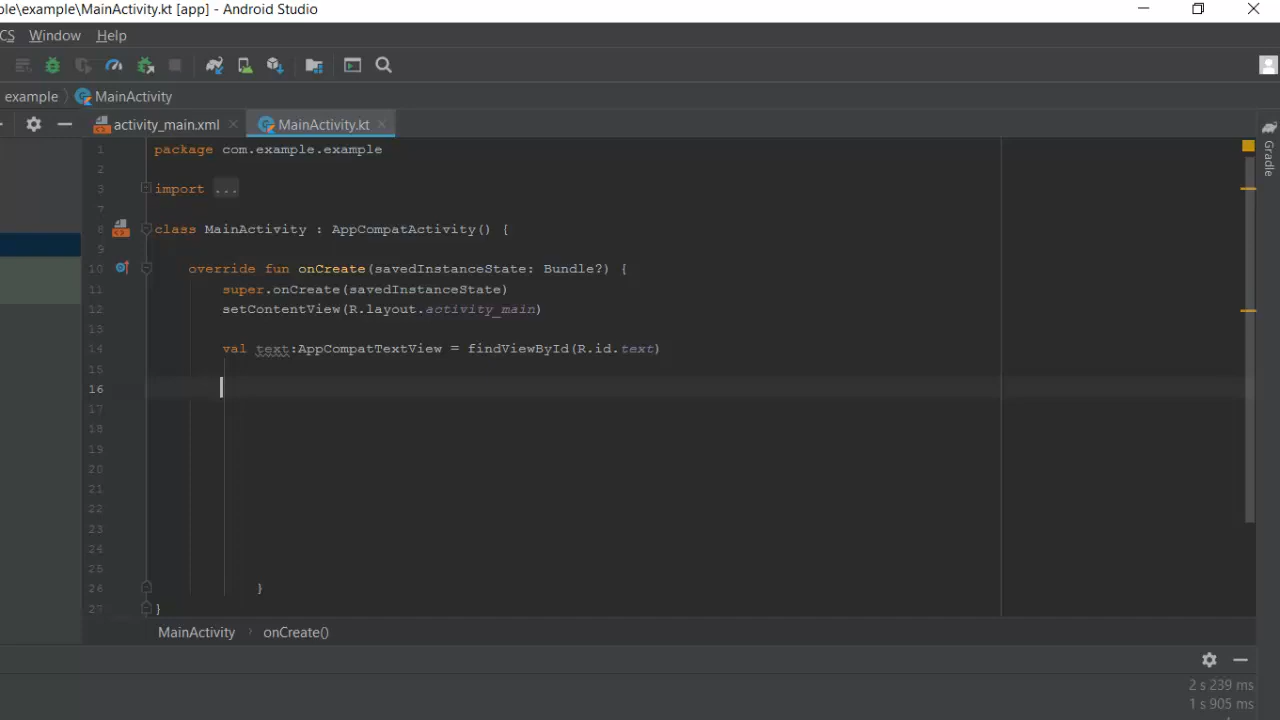 ple\example\MainActivity.kt [app] - Android Studio
CS Window Help
example MainActivity
activity_main.xml MainActivity.kt
1 package com.example.example
2
3 import ...
7
8 class MainActivity : AppCompatActivity() {
9
10 override fun onCreate(savedInstanceState: Bundle?) {
11 super.onCreate(savedInstanceState)
12 setContentView(R.layout.activity_main)
13
14 val text:AppCompatTextView = findViewById(R.id.text)
15
16
17
18
19
20
21
22
23
24
25
26 }
27 }
Gradle
MainActivity onCreate()
2 s 239 ms
1 s 905 ms